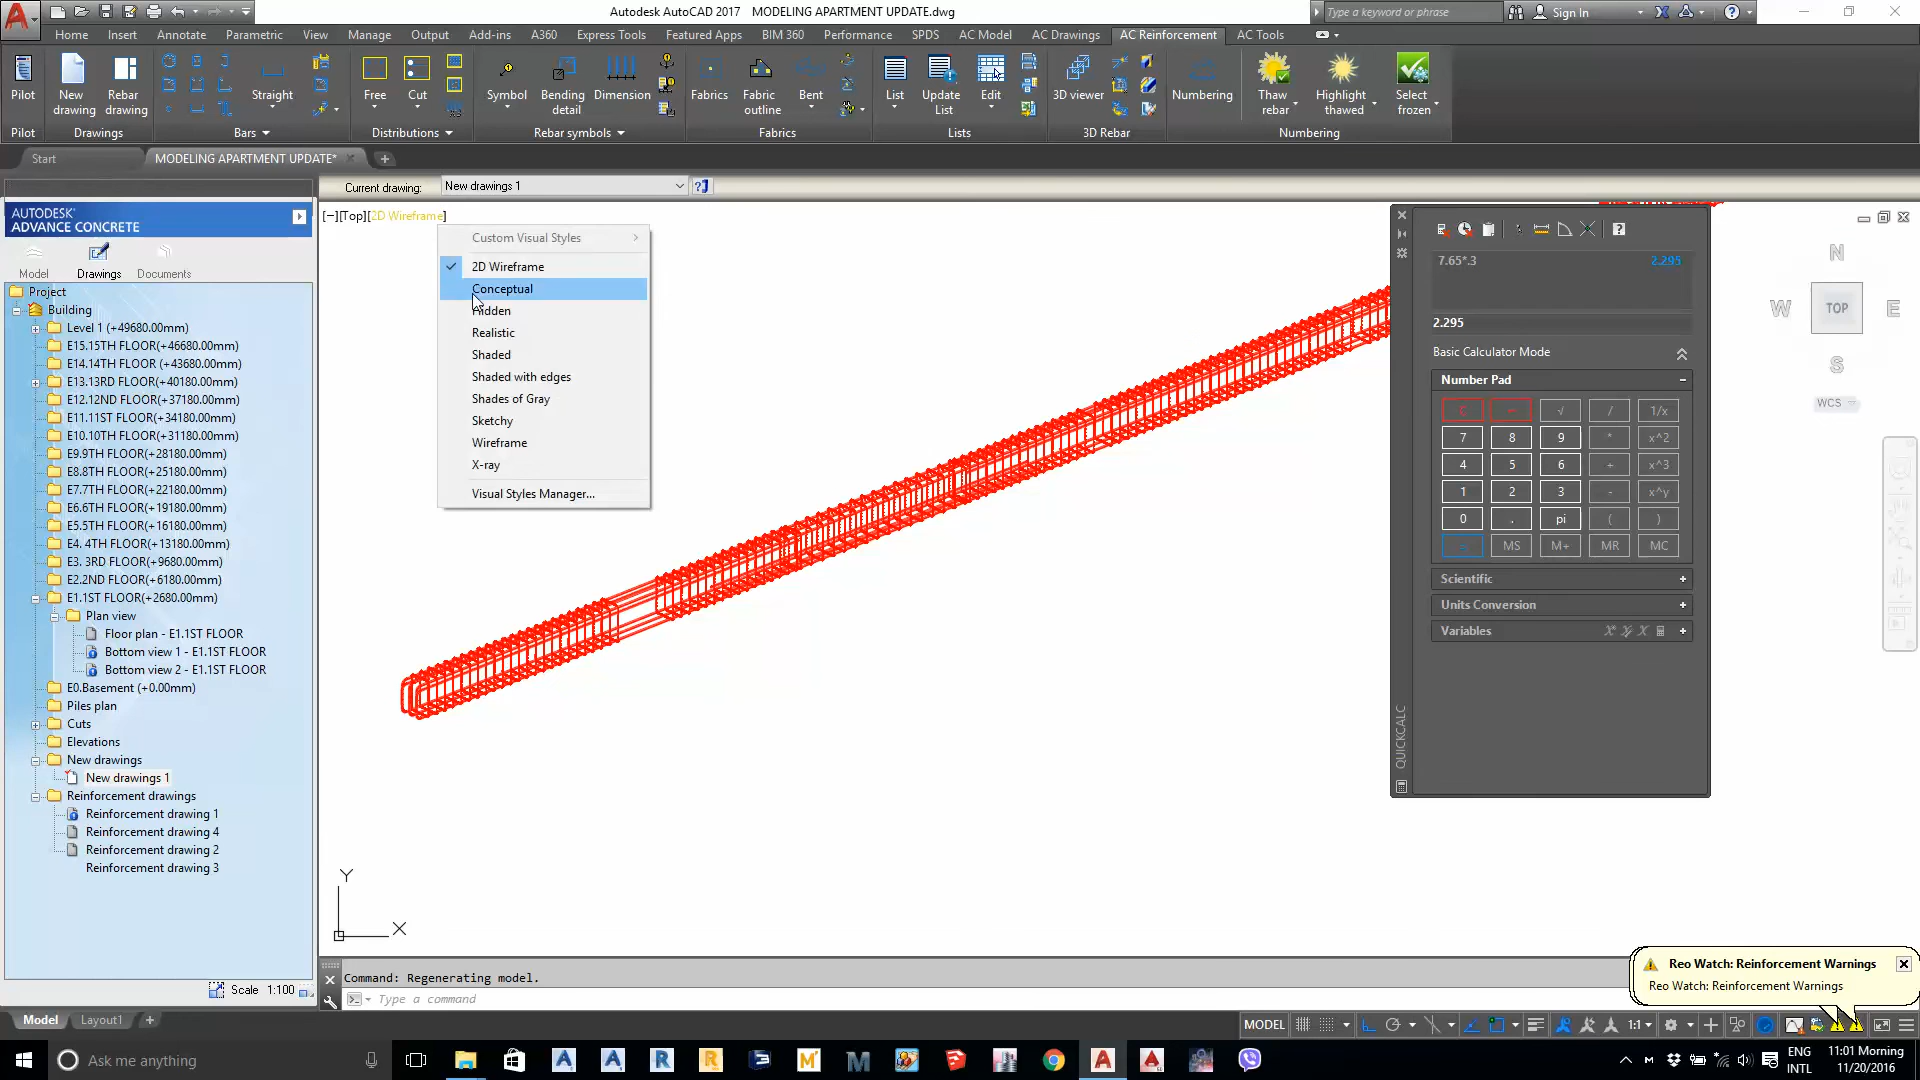 Autodesk AutoCAD 2017 MODELING APARTMENT UPDATE.dwg
Type a keyword or phrase
Sign In
Home Insert Annotate Parametric View Manage Output Add-ins A360 Express Tools Featured Apps BIM 360 Performance SPDS AC Model AC Drawings AC Reinforcement AC Tools
Pilot
New drawing
Rebar drawing
Straight
Free
Cut
Symbol
Bending detail
Dimension
Fabrics
Fabric outline
Bent
List
Update List
Edit
3D viewer
Numbering
Thaw rebar
Highlight thawed
Select frozen
Pilot Drawings Bars Distributions Rebar symbols Fabrics Lists 3D Rebar Numbering
Start MODELING APARTMENT UPDATE*
Current drawing: New drawings 1
AUTODESK
ADVANCE CONCRETE
Model Drawings Documents
Project
Building
Level 1 (+49680.00mm)
E15.15TH FLOOR(+46680.00mm)
E14.14TH FLOOR (+43680.00mm)
E13.13RD FLOOR(+40180.00mm)
E12.12ND FLOOR(+37180.00mm)
E11.11ST FLOOR(+34180.00mm)
E10.10TH FLOOR(+31180.00mm)
E9.9TH FLOOR(+28180.00mm)
E8.8TH FLOOR(+25180.00mm)
E7.7TH FLOOR(+22180.00mm)
E6.6TH FLOOR(+19180.00mm)
E5.5TH FLOOR(+16180.00mm)
E4. 4TH FLOOR(+13180.00mm)
E3. 3RD FLOOR(+9680.00mm)
E2.2ND FLOOR(+6180.00mm)
E1.1ST FLOOR(+2680.00mm)
Plan view
Floor plan - E1.1ST FLOOR
Bottom view 1 - E1.1ST FLOOR
Bottom view 2 - E1.1ST FLOOR
E0.Basement (+0.00mm)
Piles plan
Cuts
Elevations
New drawings
New drawings 1
Reinforcement drawings
Reinforcement drawing 1
Reinforcement drawing 4
Reinforcement drawing 2
Reinforcement drawing 3
Scale 1:100
[−][Top][2D Wireframe]
Custom Visual Styles
2D Wireframe
Conceptual
Hidden
Realistic
Shaded
Shaded with edges
Shades of Gray
Sketchy
Wireframe
X-ray
Visual Styles Manager...
Y
X
7.65*.3 2.295
2.295
Basic Calculator Mode
Number Pad
C √ / 1/x
7 8 9 * x^2
4 5 6 + x^3
1 2 3 - x^y
0 . pi ( )
= MS M+ MR MC
Scientific
Units Conversion
Variables
QUICKCALC
N
W TOP E
S
WCS
Command: Regenerating model.
Type a command
Reo Watch: Reinforcement Warnings
Reo Watch: Reinforcement Warnings
Model Layout1
MODEL 1:1
Ask me anything
ENG
INTL
11:01 Morning
11/20/2016